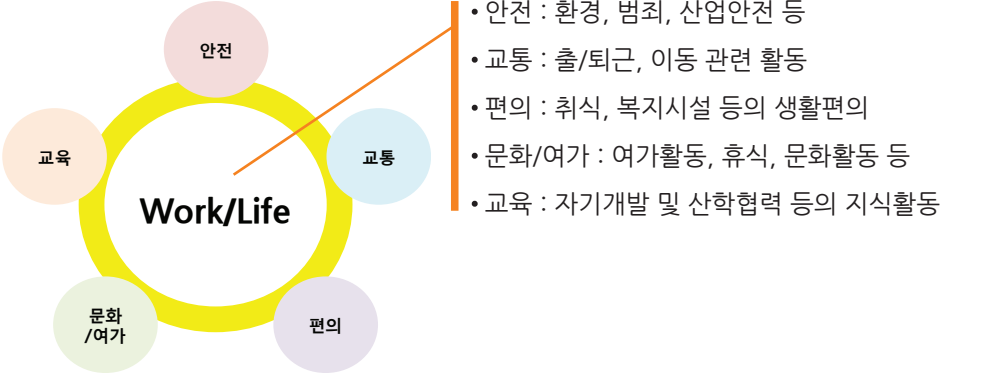 안전
교육
교통
Work/Life
문화
/여가
편의
• 안전 : 환경, 범죄, 산업안전 등
• 교통 : 출/퇴근, 이동 관련 활동
• 편의 : 취식, 복지시설 등의 생활편의
• 문화/여가 : 여가활동, 휴식, 문화활동 등
• 교육 : 자기개발 및 산학협력 등의 지식활동